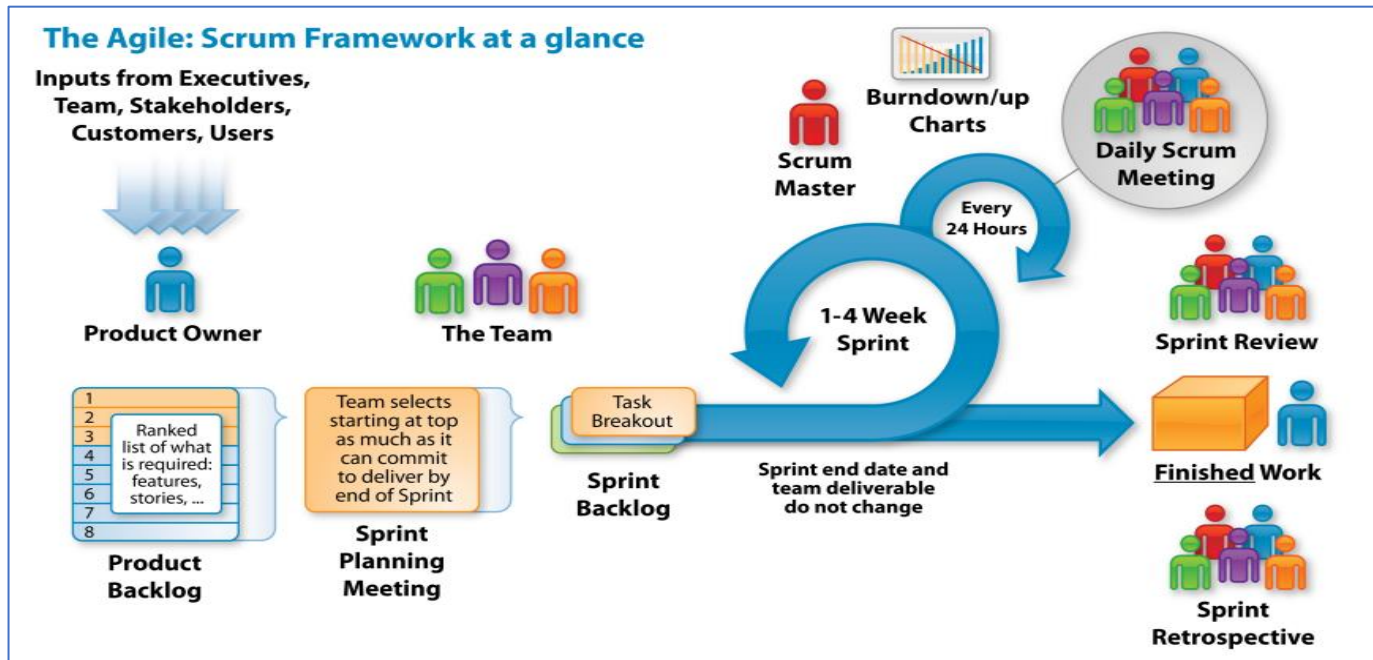 The Agile: Scrum Framework at a glance
Inputs from Executives,
Team, Stakeholders,
Customers, Users
Product Owner
The Team
Scrum
Master
Burndown/up
Charts
Daily Scrum
Meeting
Every
24 Hours
1-4 Week
Sprint
Sprint Review
1
2
3
4
5
6
7
8
Ranked
list of what
is required:
features,
stories, ...
Product
Backlog
Team selects
starting at top
as much as it
can commit
to deliver by
end of Sprint
Sprint
Planning
Meeting
Task
Breakout
Sprint
Backlog
Sprint end date and
team deliverable
do not change
Finished Work
Sprint
Retrospective